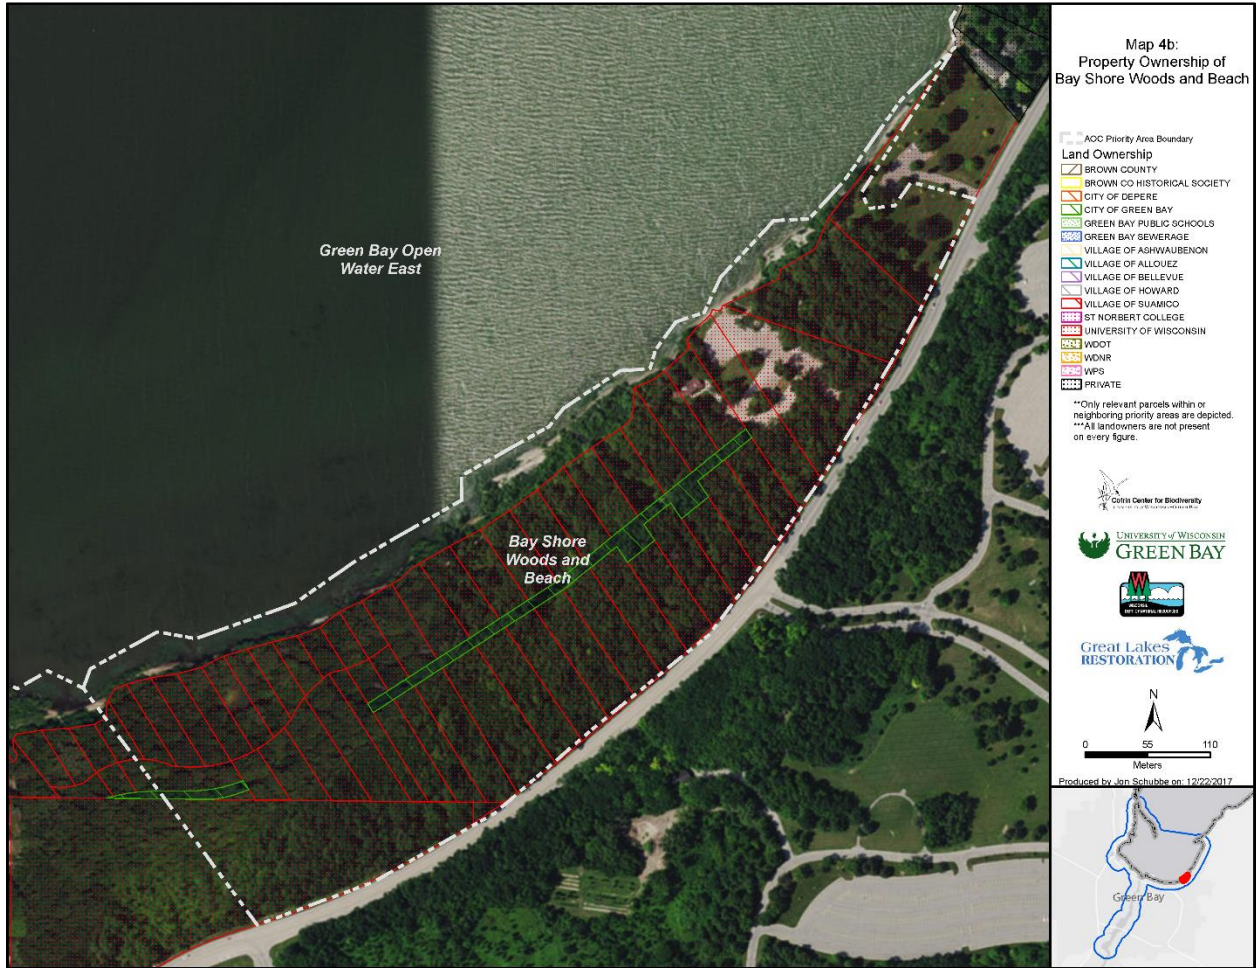 Map 4b:
Property Ownership of
Bay Shore Woods and Beach
AOC Priority Area Boundary
Land Ownership
BROWN COUNTY
BROWN CO HISTORICAL SOCIETY
CITY OF DEPERE
CITY OF GREEN BAY
GREEN BAY PUBLIC SCHOOLS
GREEN BAY SEWERAGE
VILLAGE OF ASHWAUBENON
VILLAGE OF ALLOUEZ
VILLAGE OF BELLEVUE
VILLAGE OF HOWARD
VILLAGE OF SUAMICO
ST NORBERT COLLEGE
UNIVERSITY OF WISCONSIN
WDOT
WDNR
WPS
PRIVATE
**Only relevant parcels within or
neighboring priority areas are depicted.
***All landowners are not present
on every figure.
Cofrin Center for Biodiversity
UNIVERSITY OF WISCONSIN
GREEN BAY
WISCONSIN
DEPT. OF NATURAL RESOURCES
Great Lakes
RESTORATION
N
0 55 110
Meters
Produced by Jon Schubbe on: 12/22/2017
Green Bay
Green Bay Open
Water East
Bay Shore
Woods and
Beach